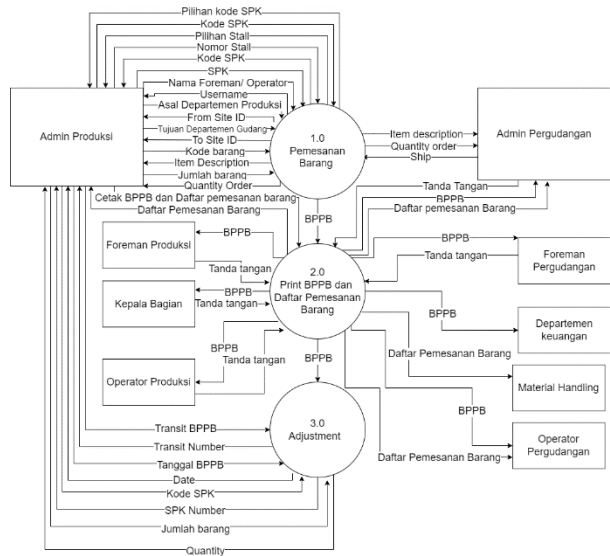 Pilihan kode SPK
Kode SPK
Pilihan Stall
Nomor Stall
Kode SPK
SPK
Nama Foreman/ Operator
Username
Asal Departemen Produksi
From Site ID
Tujuan Departemen Gudang
To Site ID
Kode barang
Item Description
Jumlah barang
Quantity Order
Cetak BPPB dan Daftar pemesanan barang
Daftar Pemesanan Barang
Admin Produksi
1.0
Pemesanan
Barang
Item description
Quantity order
Ship
Admin Pergudangan
Tanda Tangan
BPPB
Daftar pemesanan Barang
BPPB
Foreman Produksi
BPPB
Tanda tangan
Kepala Bagian
BPPB
Tanda tangan
Operator Produksi
BPPB
Tanda tangan
2.0
Print BPPB dan
Daftar Pemesanan
Barang
BPPB
Tanda tangan
Foreman
Pergudangan
BPPB
Departemen
keuangan
Daftar Pemesanan Barang
Material Handling
BPPB
Daftar Pemesanan Barang
Operator
Pergudangan
BPPB
3.0
Adjustment
Transit BPPB
Transit Number
Tanggal BPPB
Date
Kode SPK
SPK Number
Jumlah barang
Quantity